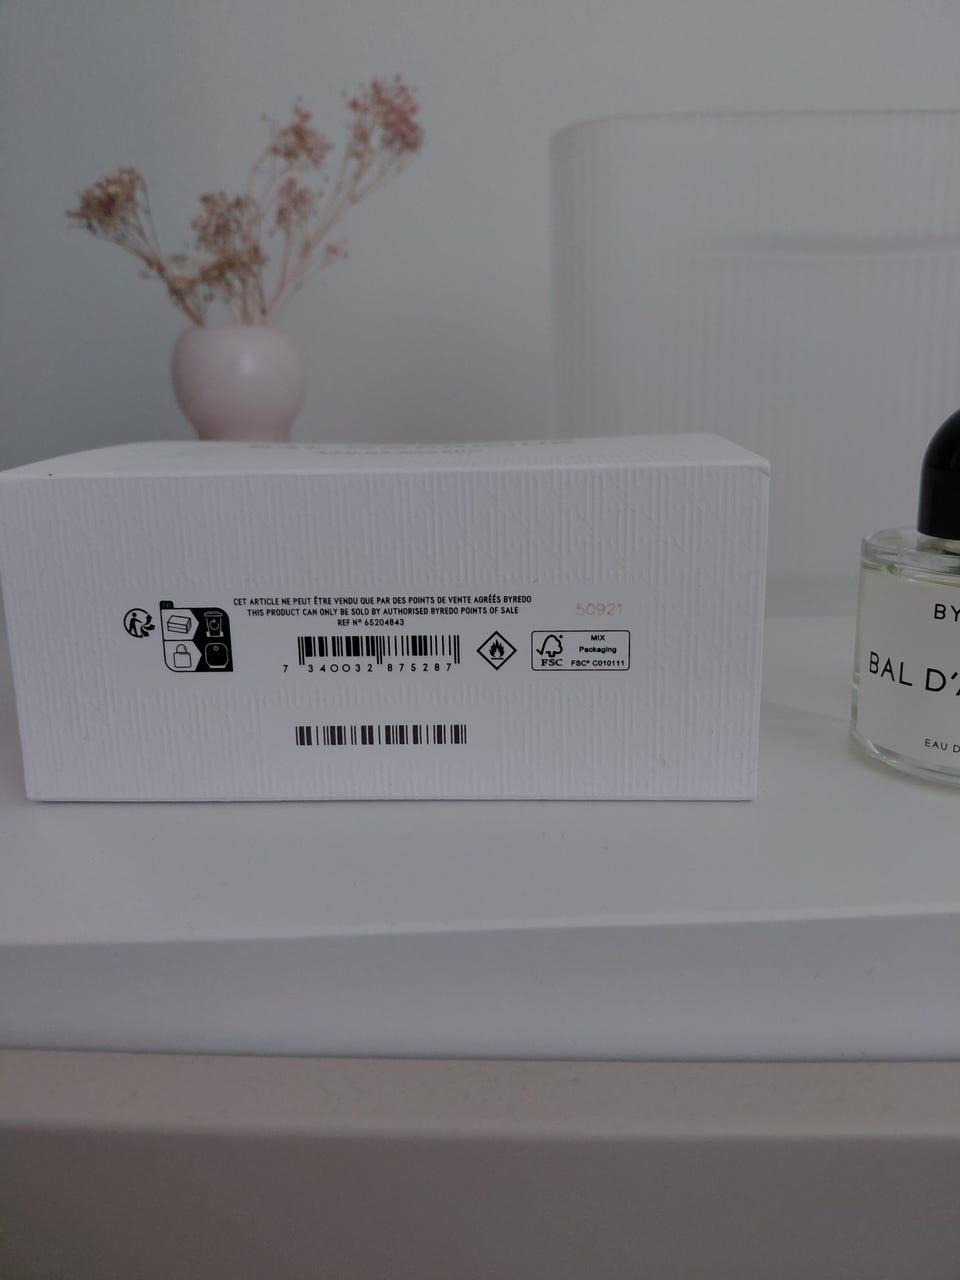 CET ARTICLE NE PEUT ÊTRE VENDU QUE PAR DES POINTS DE VENTE AGRÉÉS BYREDO
THIS PRODUCT CAN ONLY BE SOLD BY AUTHORISED BYREDO POINTS OF SALE
REF Nº 65204843
50921
7 340032 875287
FSC
MIX
Packaging
FSC® C010111
BY
BAL D'A
EAU D